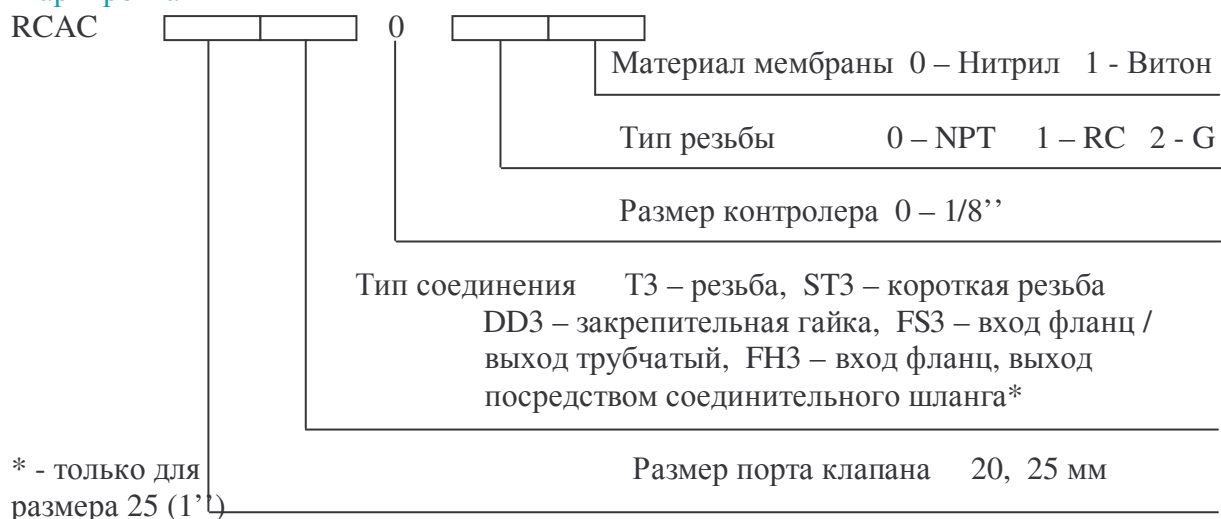 RCAC 0
Материал мембраны 0 – Нитрил 1 - Витон
Тип резьбы 0 – NPT 1 – RC 2 - G
Размер контролера 0 – 1/8’’
Тип соединения T3 – резьба, ST3 – короткая резьба
DD3 – закрепительная гайка, FS3 – вход фланц /
выход трубчатый, FH3 – вход фланц, выход
посредством соединительного шланга*
* - только для
размера 25 (1’’)
Размер порта клапана 20, 25 мм